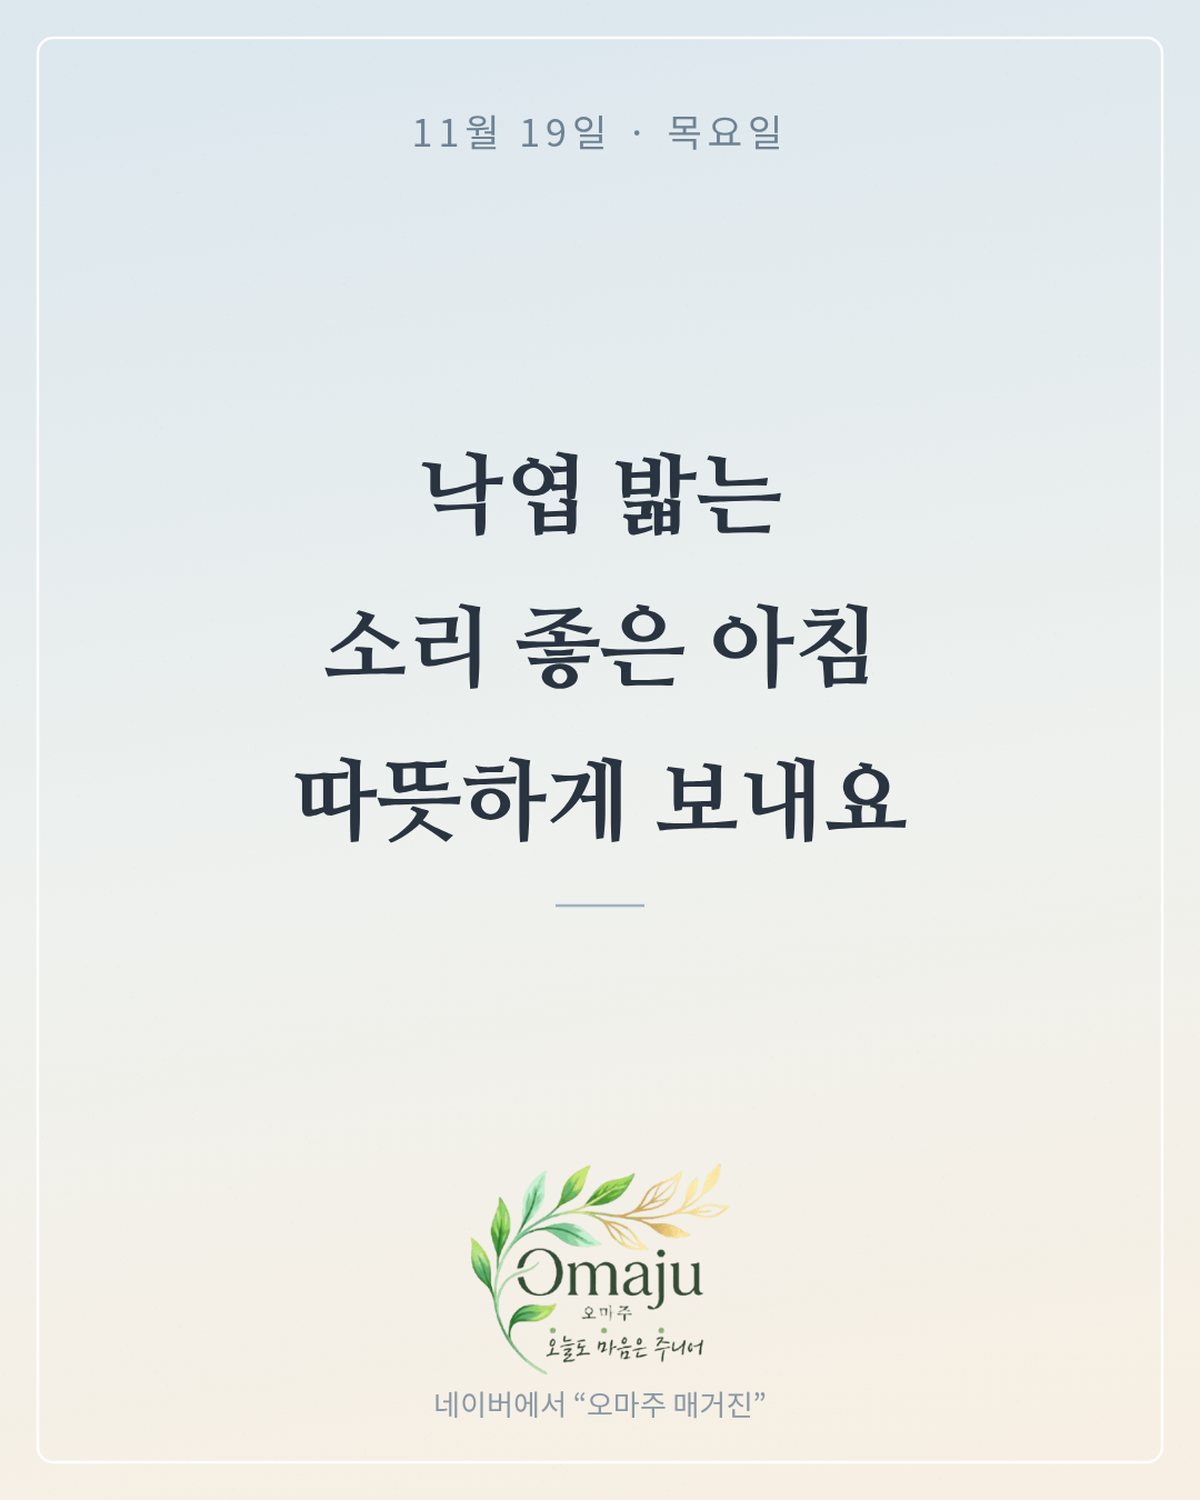 11월 19일 · 목요일
낙엽 밟는
소리 좋은 아침
따뜻하게 보내요
Omaju
오마주
오늘도 마음은 주니어
네이버에서 “오마주 매거진”